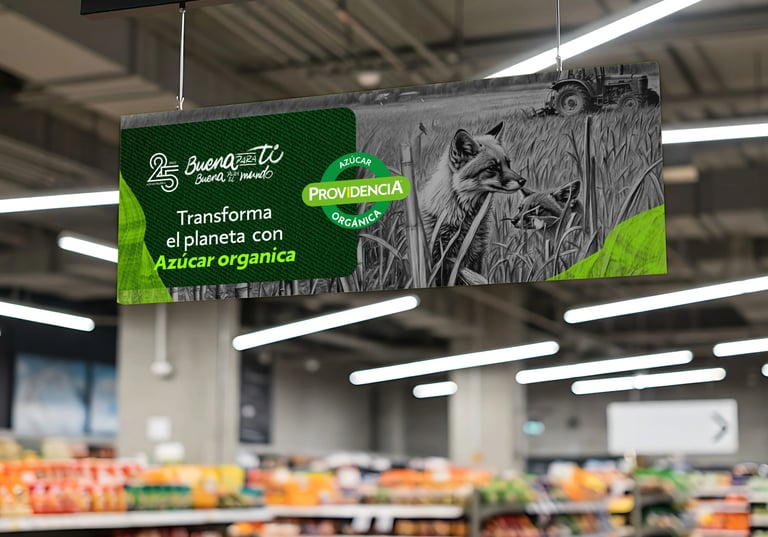 25
Buena PARA Ti
Buena PARA EL mundo
Transforma
el planeta con
Azúcar organica
AZÚCAR
PROVIDENCIA
ORGÁNICA